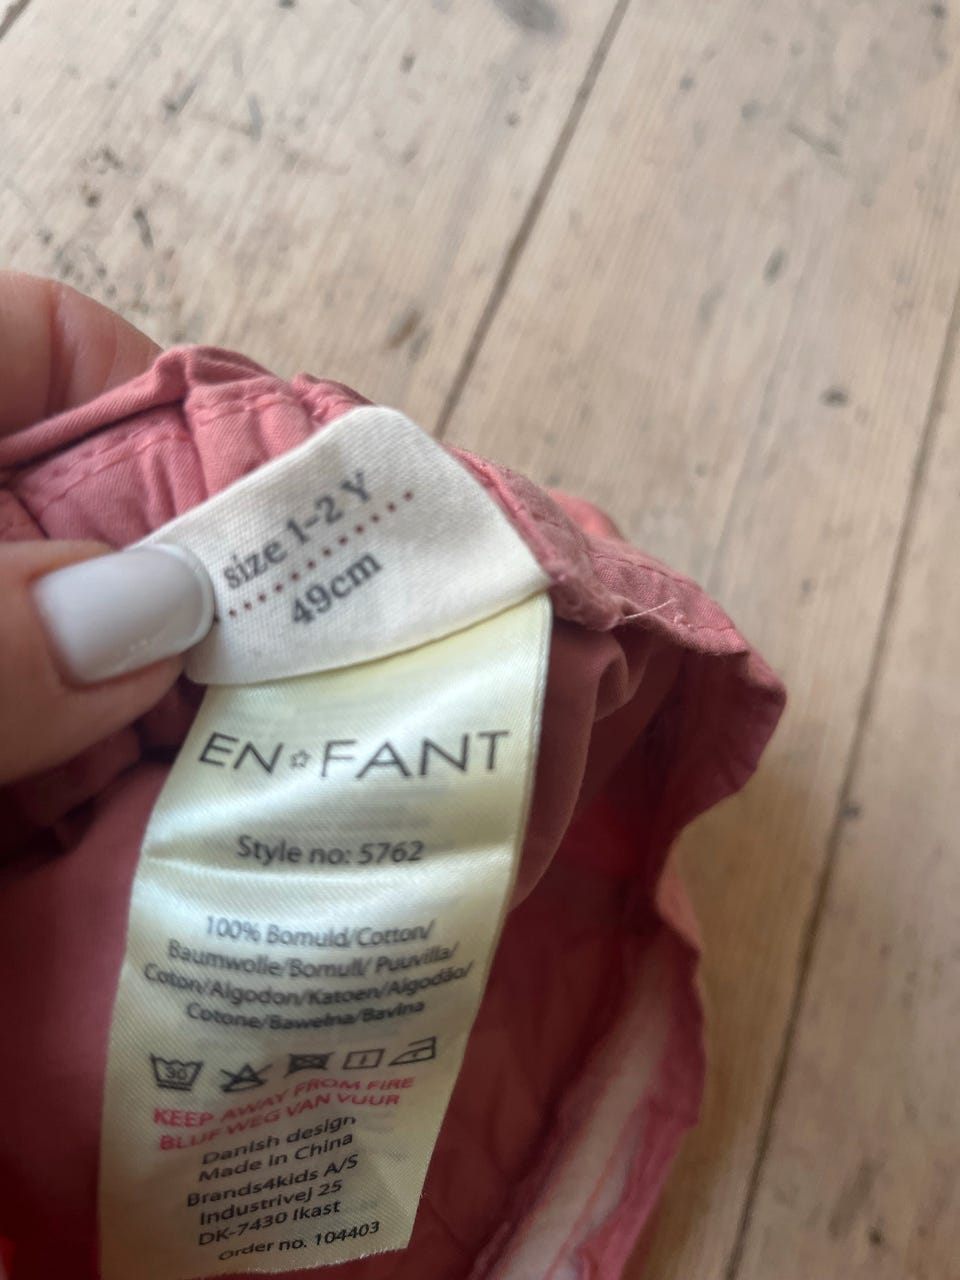 size 1-2 Y
49cm
EN FANT
Style no: 5762
100% Bomuld/Cotton/
Baumwolle/Bomull/ Puuvilla/
Coton/Algodon/Katoen/Algodão/
Cotone/Bawelna/Bavlna
30
KEEP AWAY FROM FIRE
BLIJF WEG VAN VUUR
Danish design
Made in China
Brands4kids A/S
Industrivej 25
DK-7430 Ikast
Order no. 104403